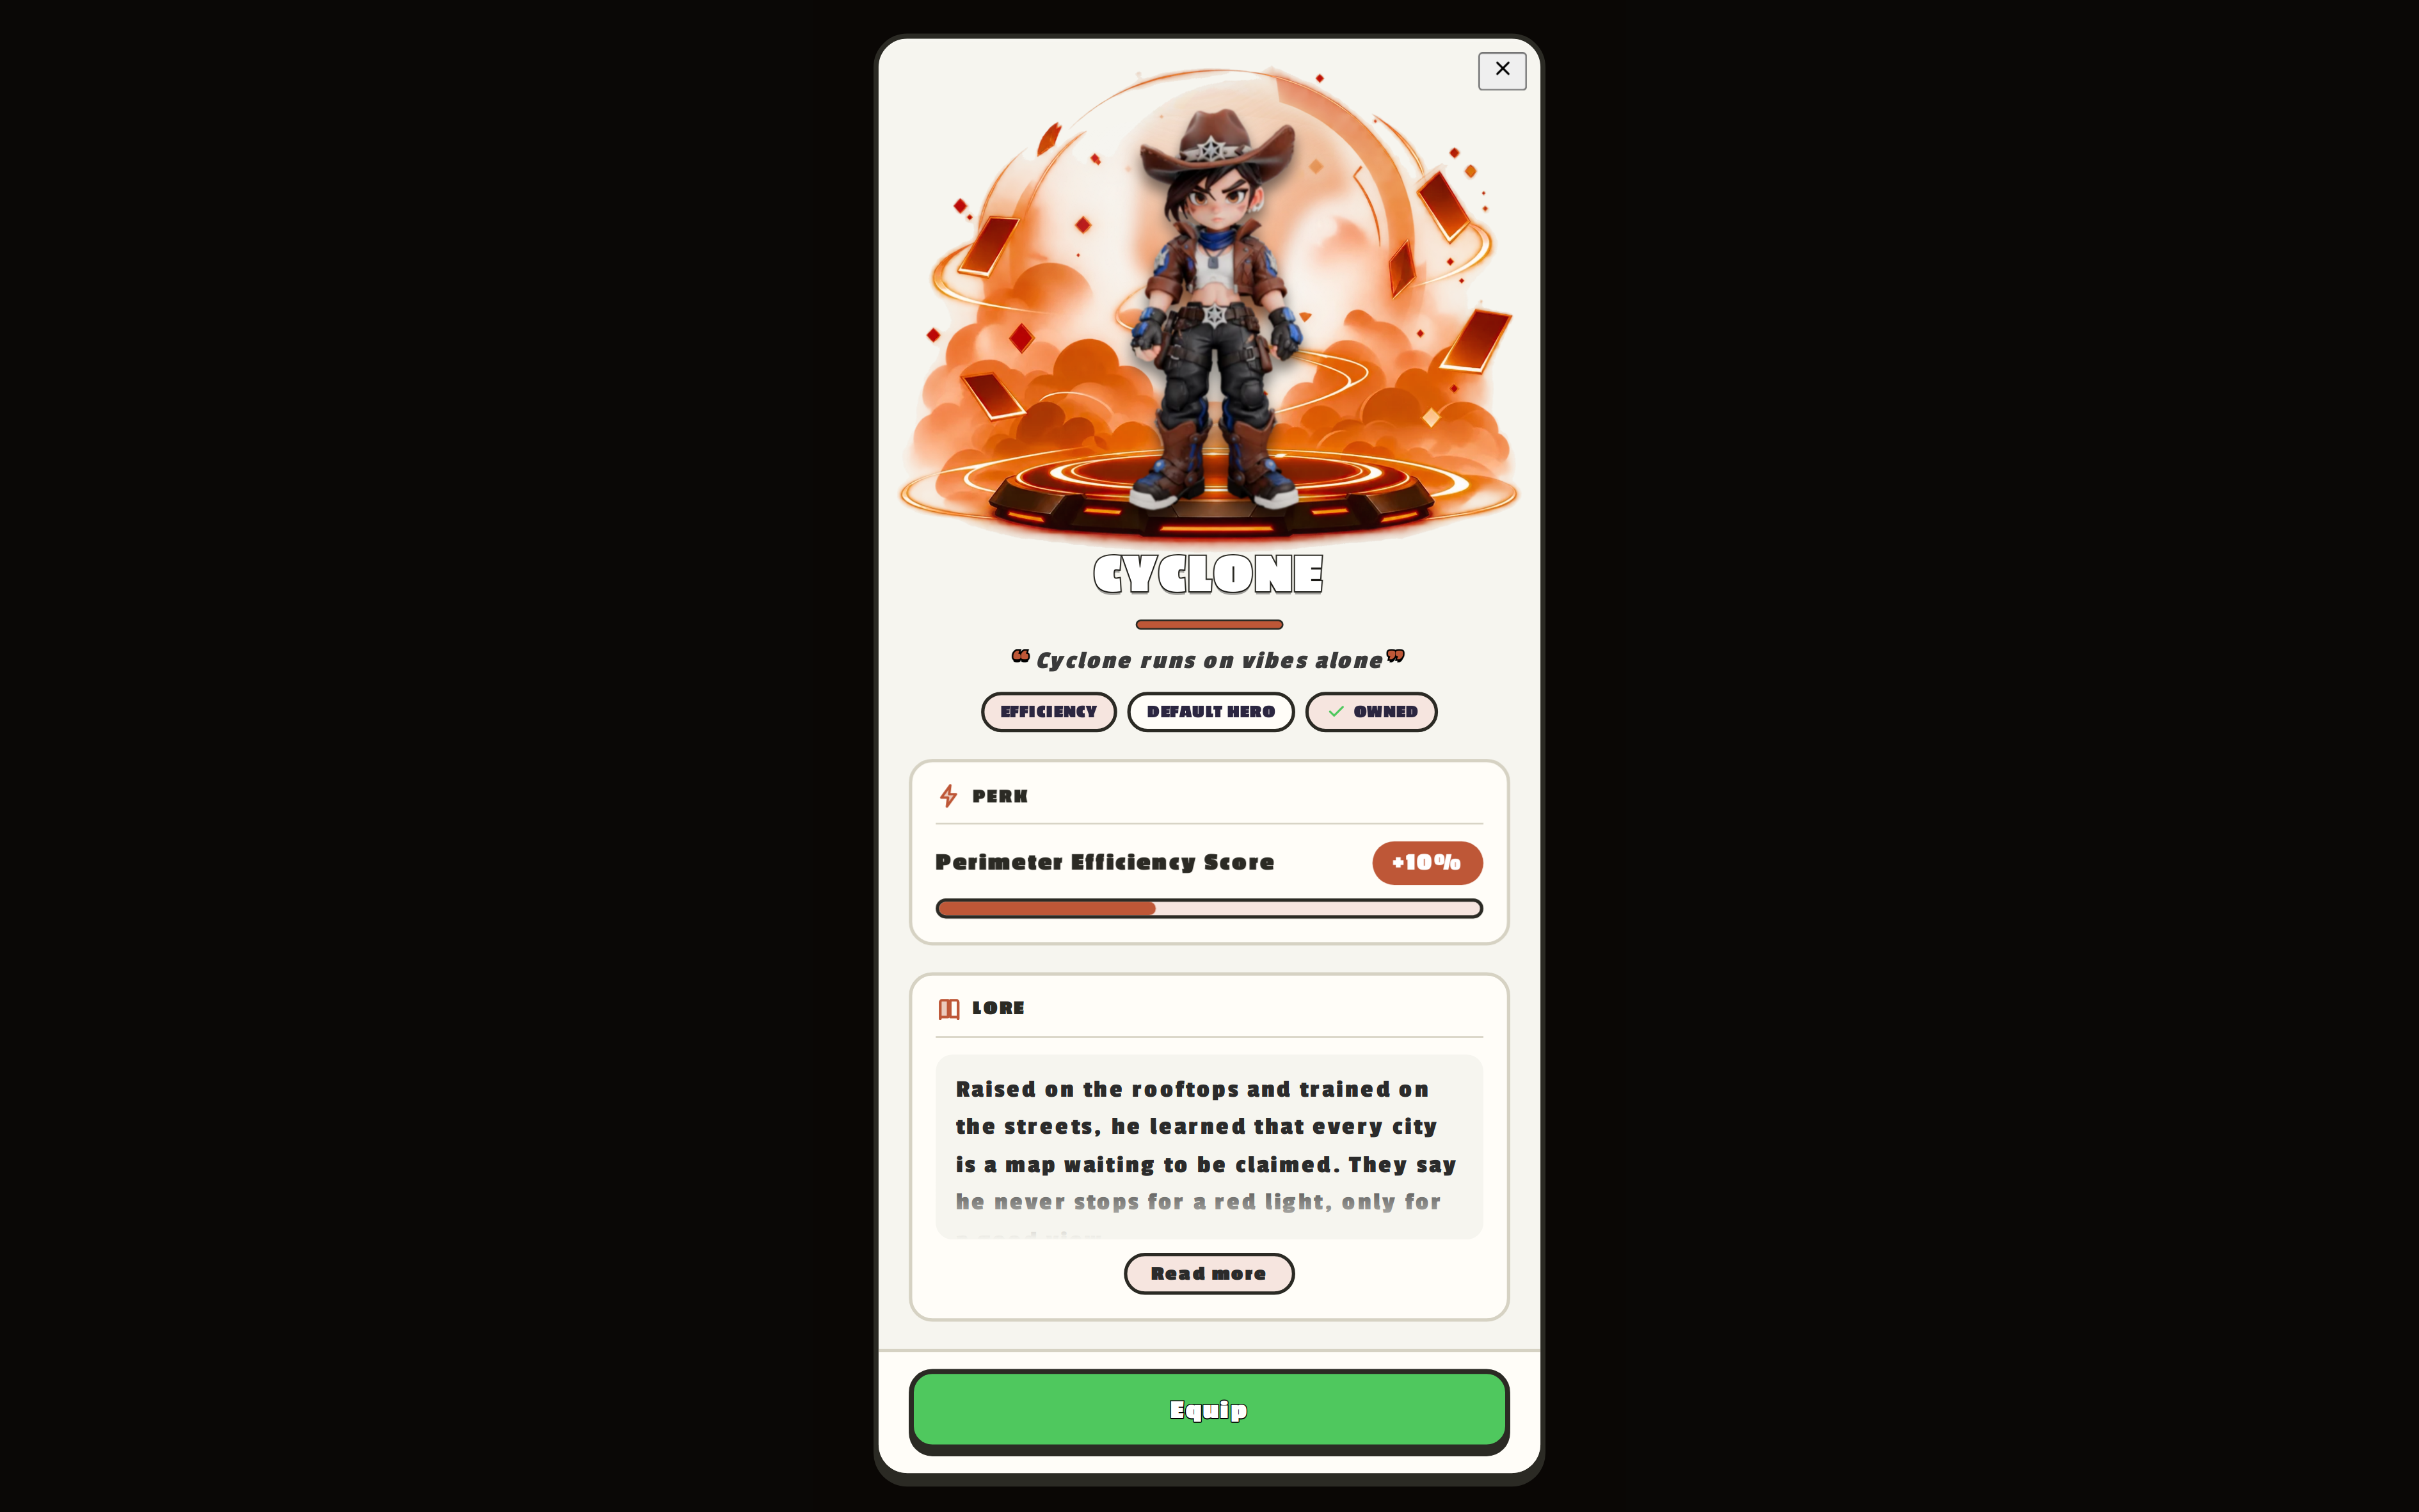 CYCLONE
“ Cyclone runs on vibes alone ”
EFFICIENCY DEFAULT HERO OWNED
PERK
Perimeter Efficiency Score +10%
LORE
Raised on the rooftops and trained on
the streets, he learned that every city
is a map waiting to be claimed. They say
he never stops for a red light, only for
Read more
Equip